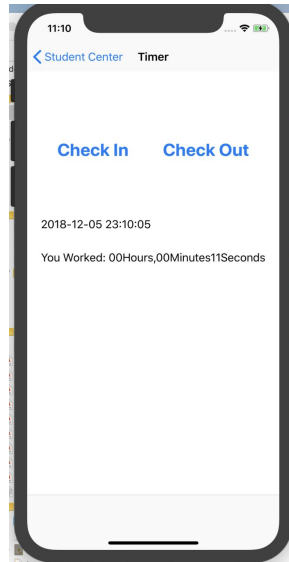 11:10
Student Center Timer
Check In Check Out
2018-12-05 23:10:05
You Worked: 00Hours,00Minutes11Seconds